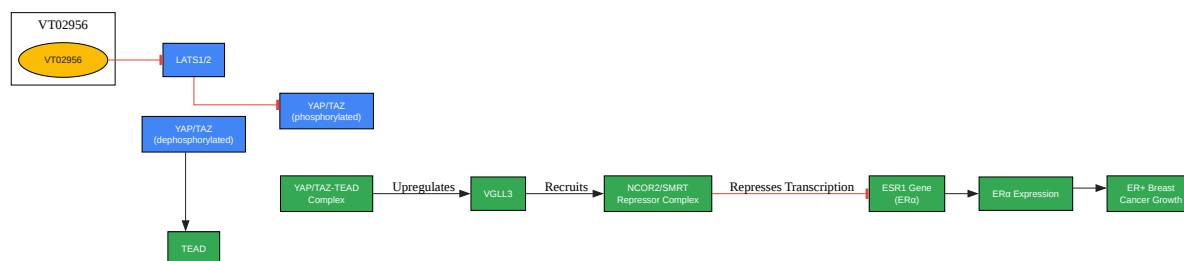 VT02956
VT02956
LATS1/2
YAP/TAZ
(phosphorylated)
YAP/TAZ
(dephosphorylated)
YAP/TAZ-TEAD
Complex
Upregulates
VGLL3
Recruits
NCOR2/SMRT
Repressor Complex
Represses Transcription
ESR1 Gene
(ERα)
ERα Expression
ER+ Breast
Cancer Growth
TEAD